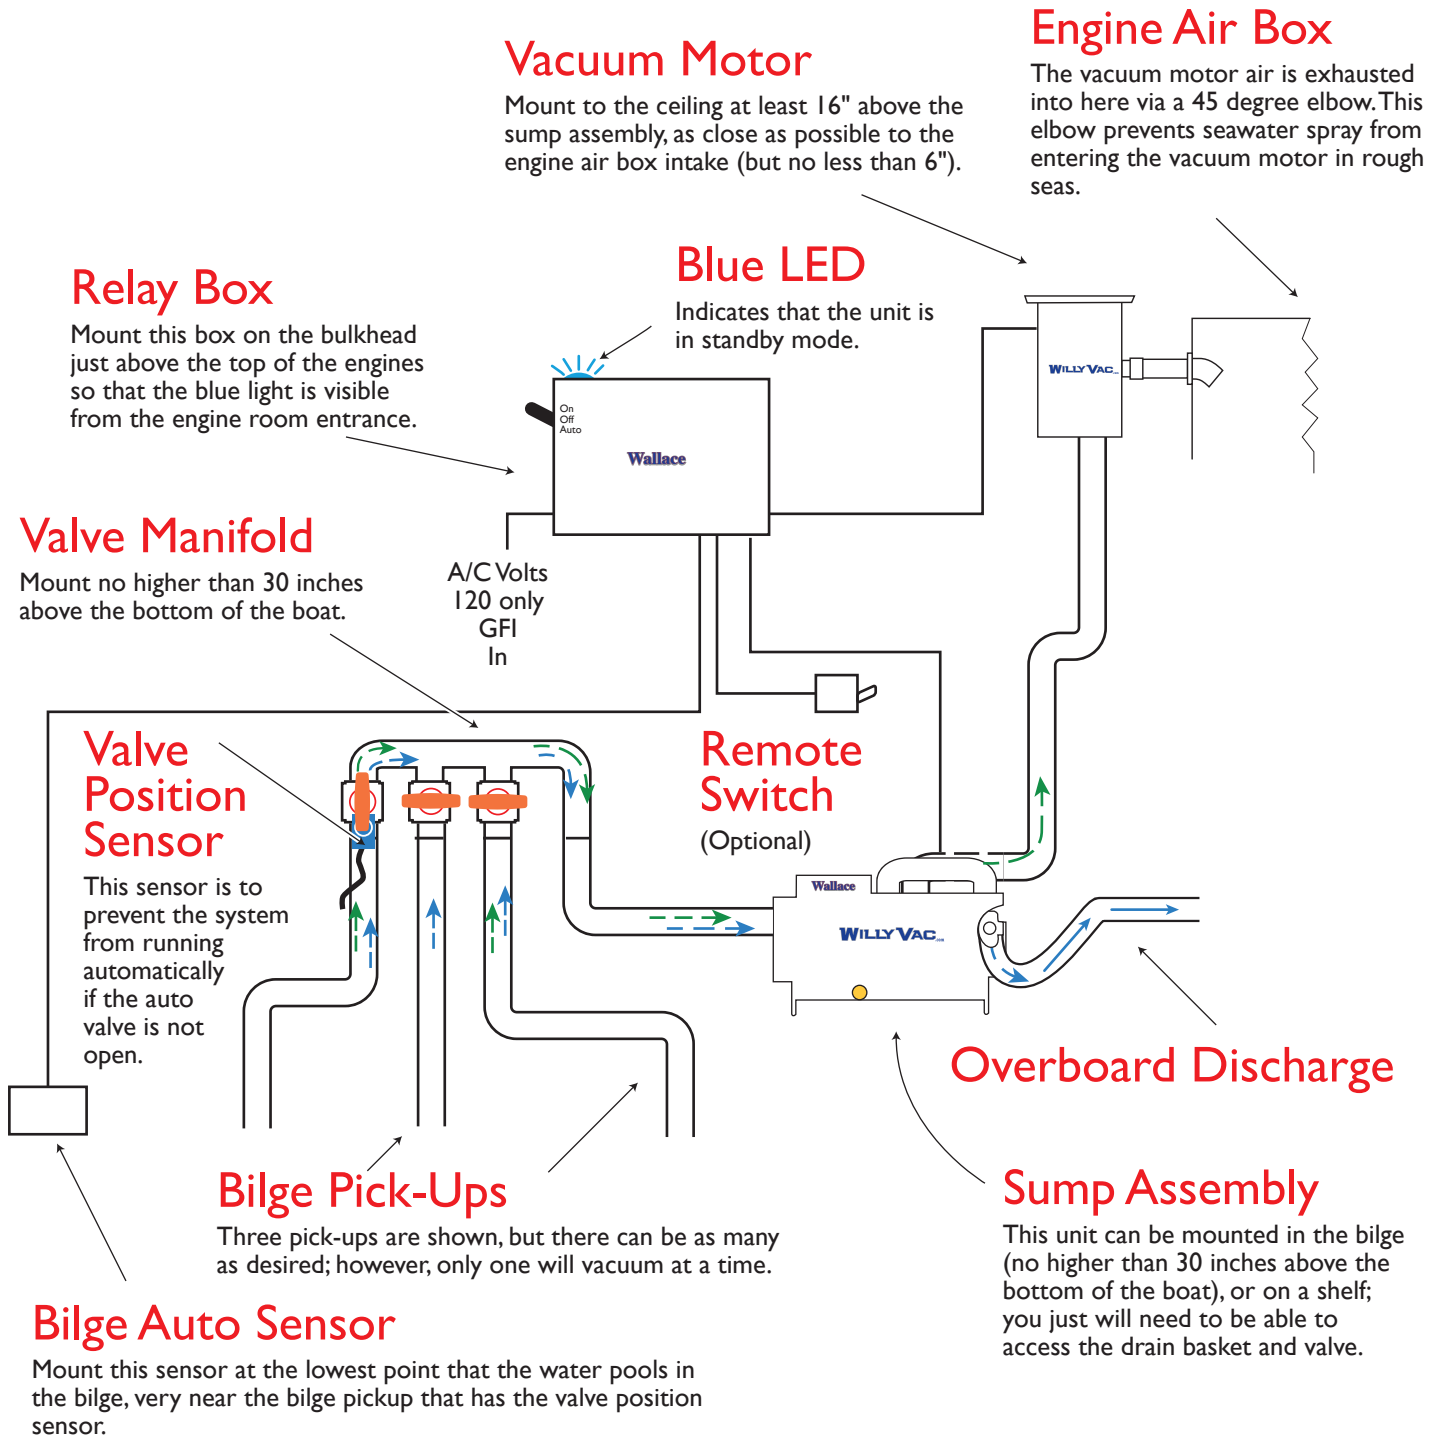 Engine Air Box
The vacuum motor air is exhausted
into here via a 45 degree elbow. This
elbow prevents seawater spray from
entering the vacuum motor in rough
seas.
Vacuum Motor
Mount to the ceiling at least 16" above the
sump assembly, as close as possible to the
engine air box intake (but no less than 6").
Blue LED
Indicates that the unit is
in standby mode.
Relay Box
Mount this box on the bulkhead
just above the top of the engines
so that the blue light is visible
from the engine room entrance.
On
Off
Auto
Wallace
WILLY VAC
Valve Manifold
Mount no higher than 30 inches
above the bottom of the boat.
A/C Volts
120 only
GFI
In
Valve
Position
Sensor
This sensor is to
prevent the system
from running
automatically
if the auto
valve is not
open.
Remote
Switch
(Optional)
Wallace
WILLY VAC
Overboard Discharge
Bilge Pick-Ups
Three pick-ups are shown, but there can be as many
as desired; however, only one will vacuum at a time.
Sump Assembly
This unit can be mounted in the bilge
(no higher than 30 inches above the
bottom of the boat), or on a shelf;
you just will need to be able to
access the drain basket and valve.
Bilge Auto Sensor
Mount this sensor at the lowest point that the water pools in
the bilge, very near the bilge pickup that has the valve position
sensor.